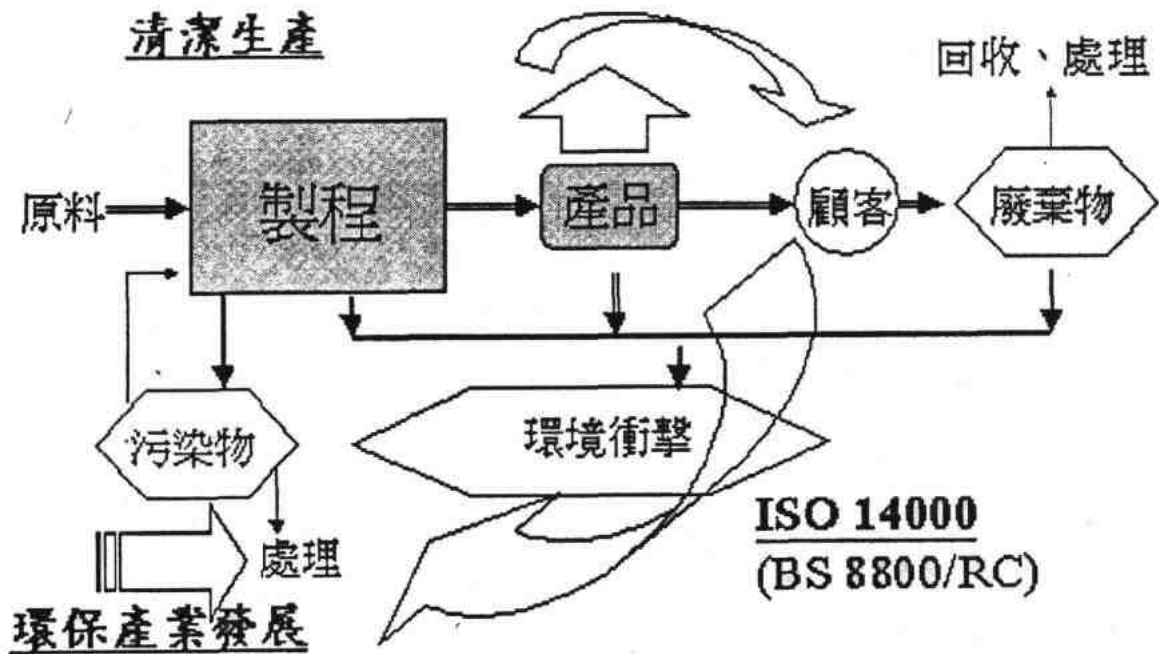 清潔生產
回收、處理
原料
製程
產品
顧客
廢棄物
污染物
環境衝擊
處理
ISO 14000
(BS 8800/RC)
環保產業發展